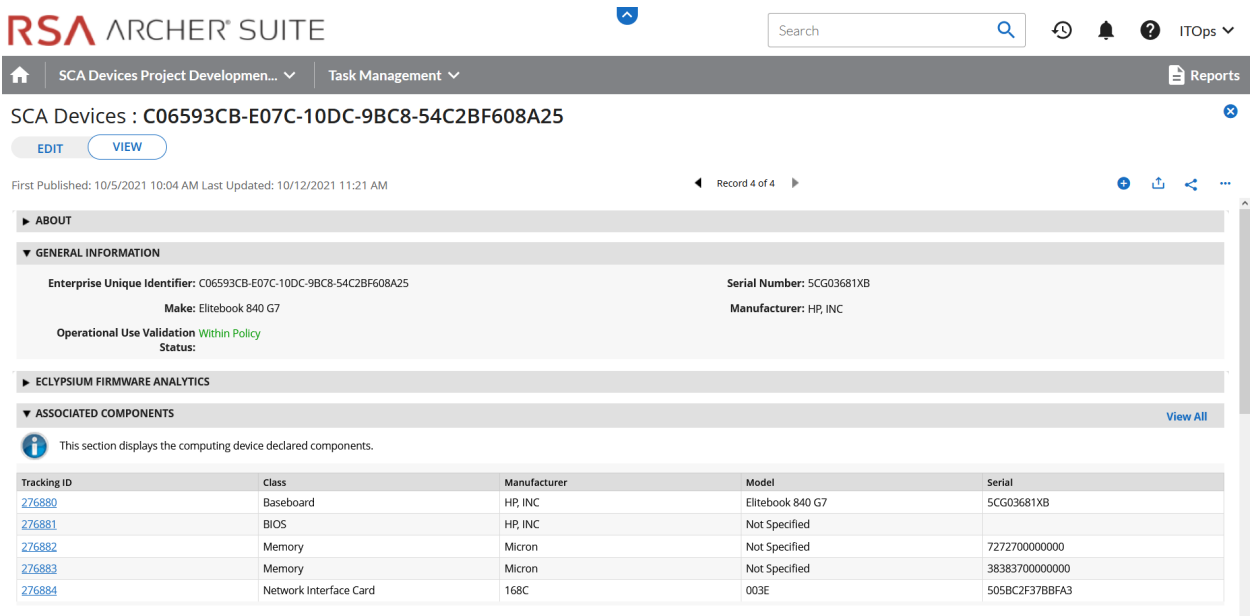 RSA ARCHER® SUITE
Search
ITOps
SCA Devices Project Developmen...
Task Management
Reports
SCA Devices : C06593CB-E07C-10DC-9BC8-54C2BF608A25
EDIT
VIEW
First Published: 10/5/2021 10:04 AM Last Updated: 10/12/2021 11:21 AM
Record 4 of 4
ABOUT
GENERAL INFORMATION
Enterprise Unique Identifier: C06593CB-E07C-10DC-9BC8-54C2BF608A25
Serial Number: 5CG03681XB
Make: Elitebook 840 G7
Manufacturer: HP, INC
Operational Use Validation Within Policy
Status:
ECLYPSIUM FIRMWARE ANALYTICS
ASSOCIATED COMPONENTS
View All
This section displays the computing device declared components.
Tracking ID Class Manufacturer Model Serial
276880 Baseboard HP, INC Elitebook 840 G7 5CG03681XB
276881 BIOS HP, INC Not Specified
276882 Memory Micron Not Specified 7272700000000
276883 Memory Micron Not Specified 38383700000000
276884 Network Interface Card 168C 003E 505BC2F37BBFA3